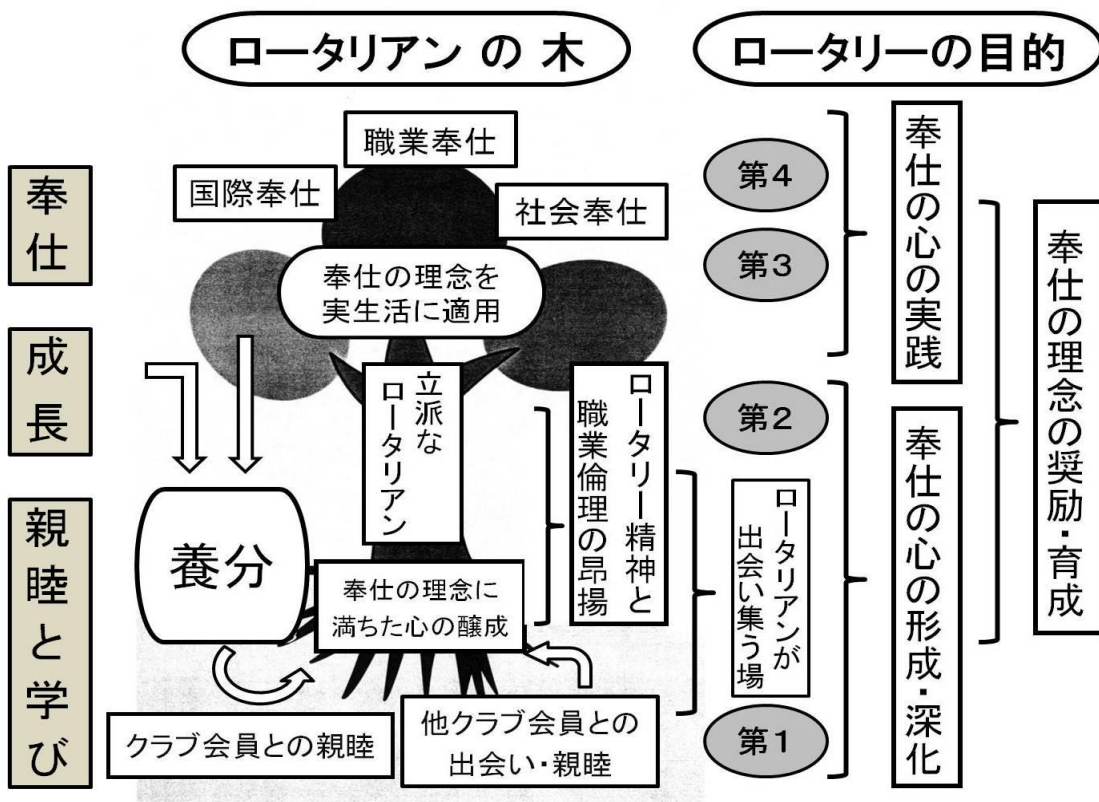 ロータリアン の 木
ロータリーの目的
奉仕
成長
親睦と学び
職業奉仕
国際奉仕
社会奉仕
奉仕の理念を
実生活に適用
立派な
ロータリアン
養分
奉仕の理念に
満ちた心の醸成
クラブ会員との親睦
他クラブ会員との
出会い・親睦
ロータリー精神と
職業倫理の昂揚
ロータリアンが
出会い集う場
第4
第3
第2
第1
奉仕の心の実践
奉仕の心の形成・深化
奉仕の理念の奨励・育成